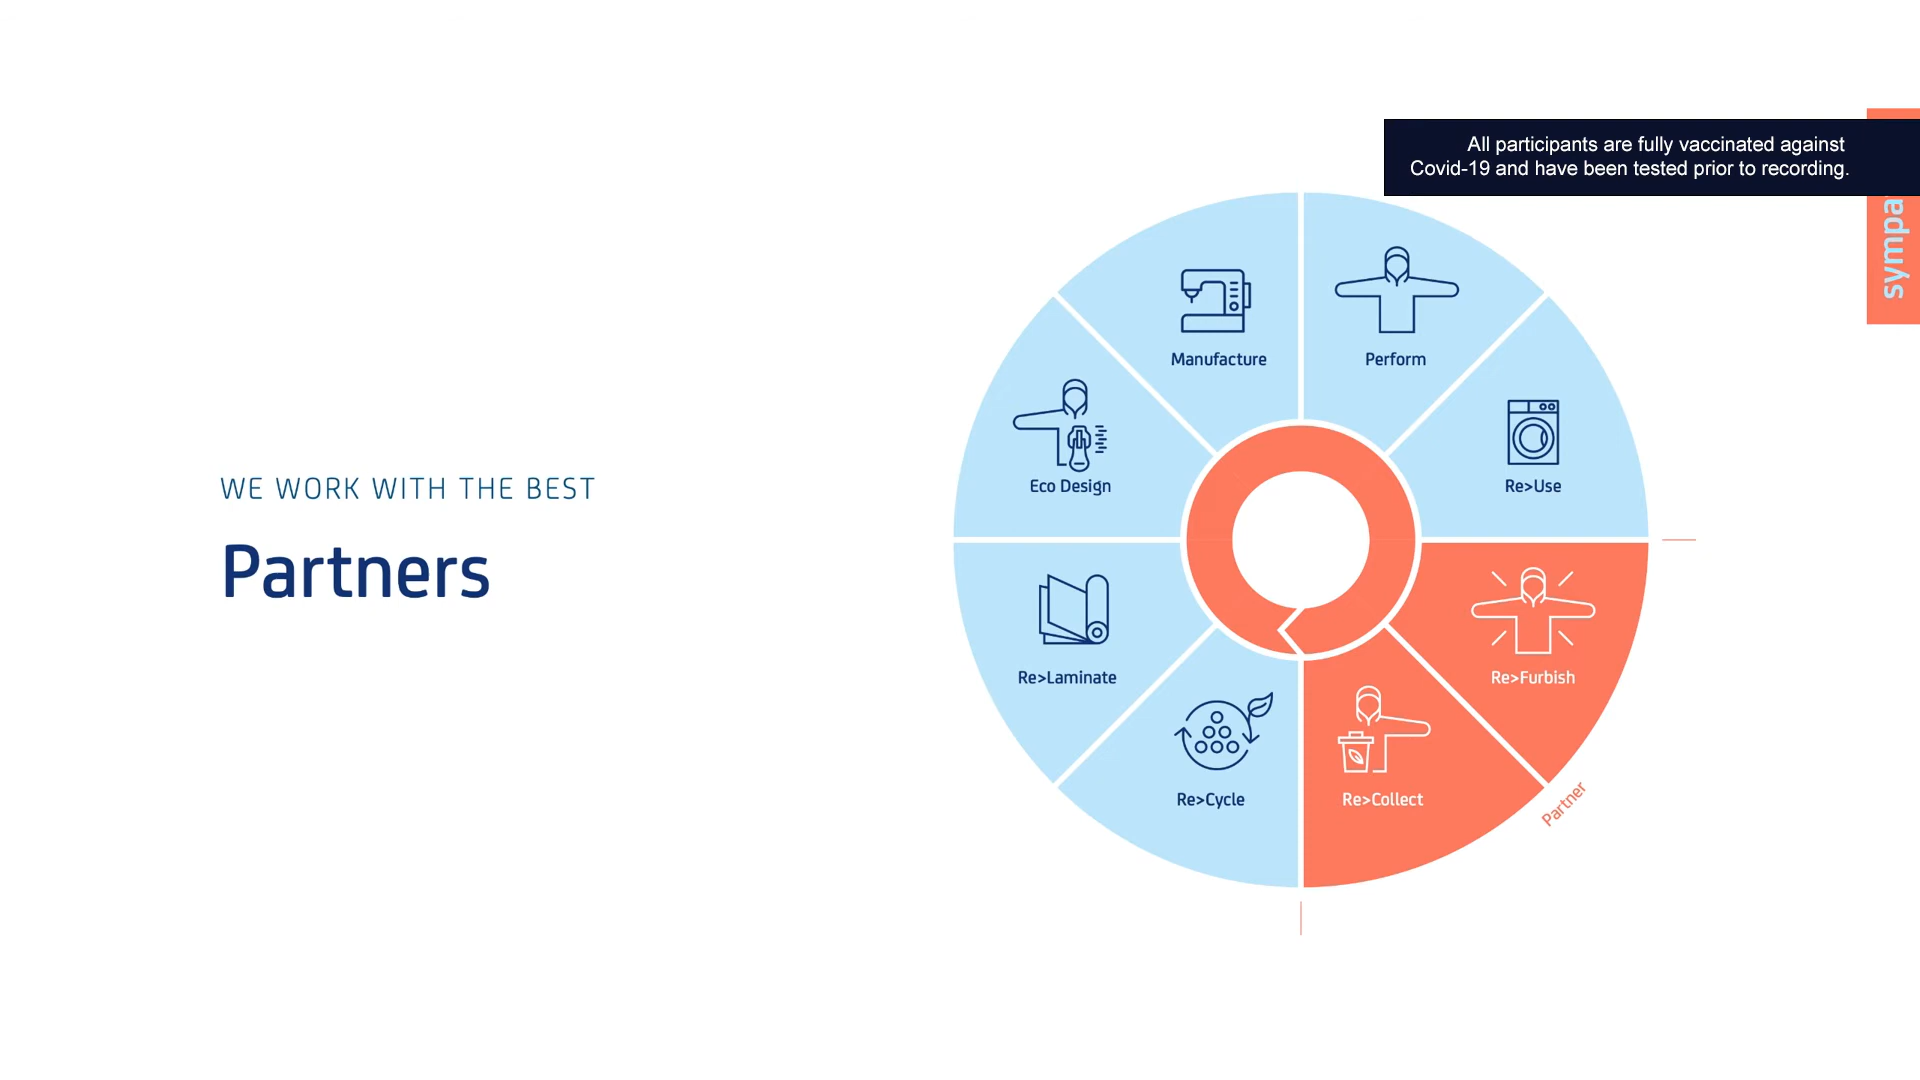 All participants are fully vaccinated against
Covid-19 and have been tested prior to recording.
WE WORK WITH THE BEST
Partners
Manufacture
Perform
Eco Design
Re>Use
Re>Laminate
Re>Furbish
Re>Cycle
Re>Collect
Partner